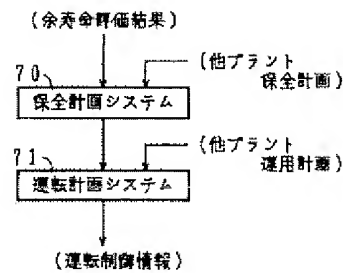 (余寿命評価結果)
(他プラント
保全計画)
70
保全計画システム
(他プラント
運用計画)
71
運転計画システム
(運転制御情報)